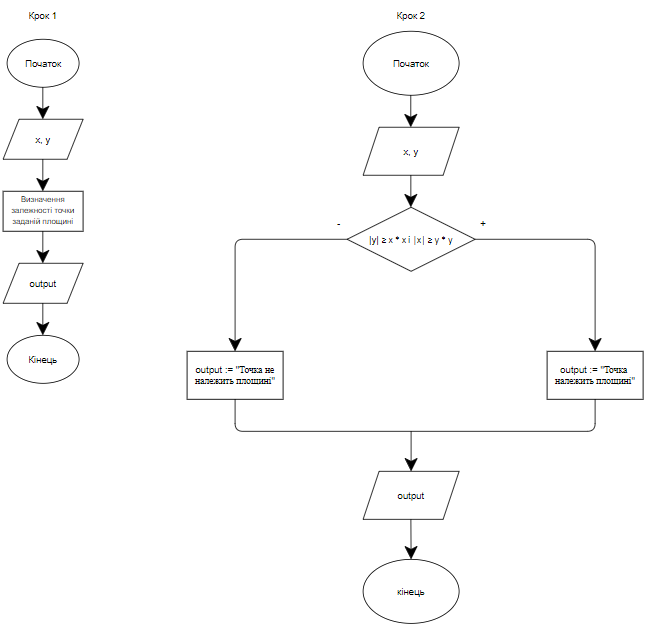 Крок 1
Початок
x, y
Визначення
залежності точки
заданій площині
output
Кінець
Крок 2
Початок
x, y
|y| ≥ x * x і |x| ≥ y * y
-
+
output := "Точка не
належить площині"
output := "Точка
належить площині"
output
кінець